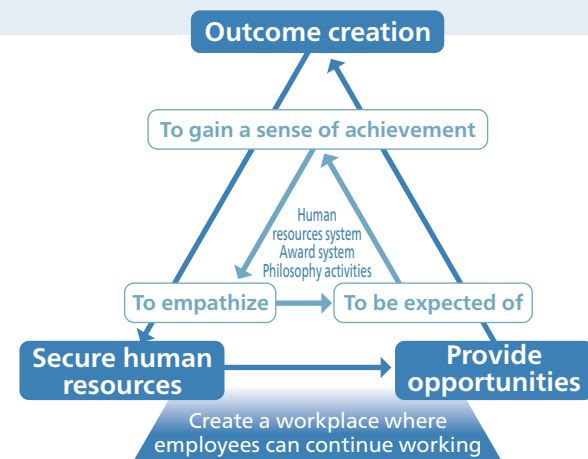 Outcome creation
To gain a sense of achievement
Human
resources system
Award system
Philosophy activities
To empathize
To be expected of
Secure human
resources
Provide
opportunities
Create a workplace where
employees can continue working